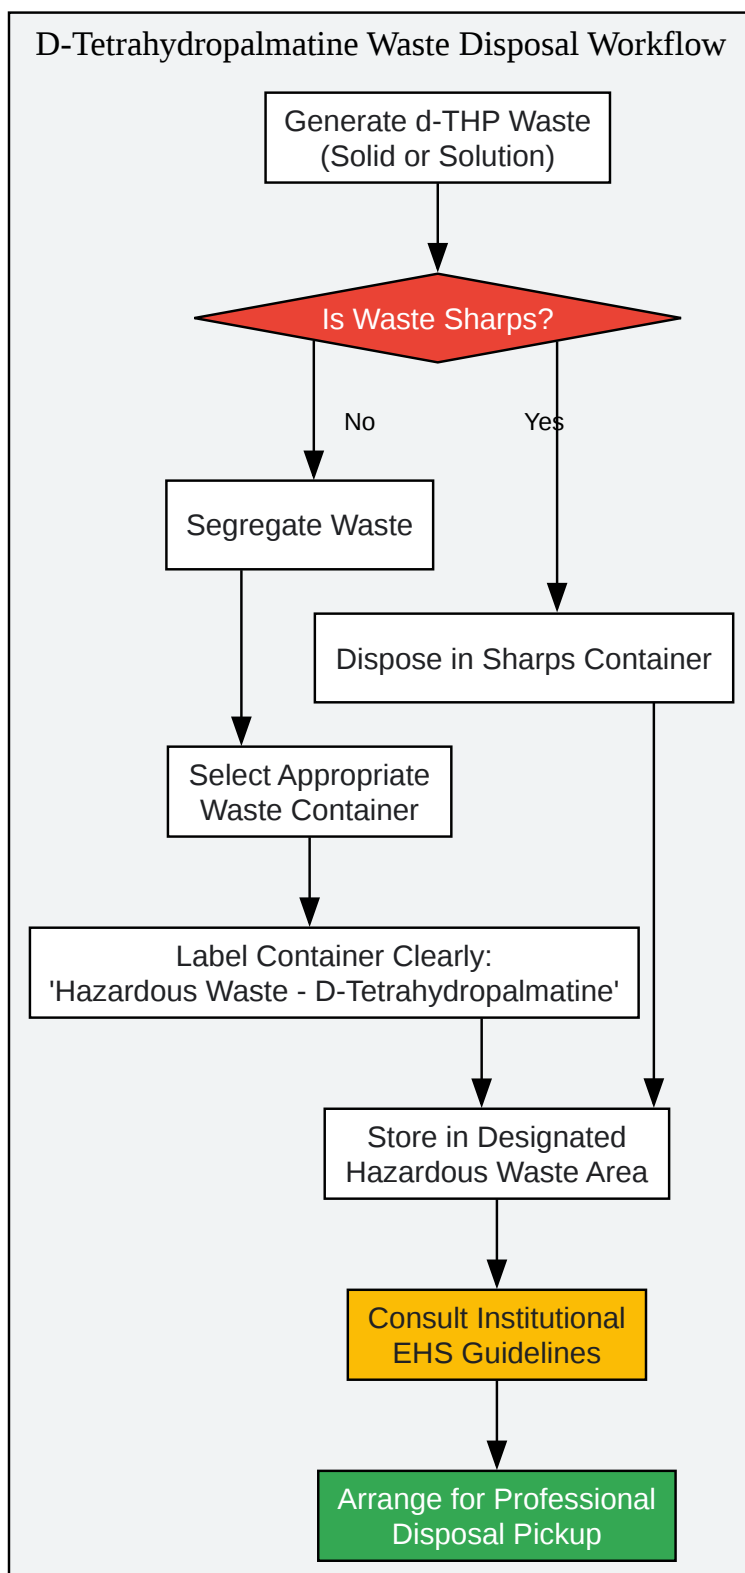 D-Tetrahydropalmatine Waste Disposal Workflow
Generate d-THP Waste
(Solid or Solution)
Is Waste Sharps?
No
Yes
Segregate Waste
Dispose in Sharps Container
Select Appropriate
Waste Container
Label Container Clearly:
'Hazardous Waste - D-Tetrahydropalmatine'
Store in Designated
Hazardous Waste Area
Consult Institutional
EHS Guidelines
Arrange for Professional
Disposal Pickup